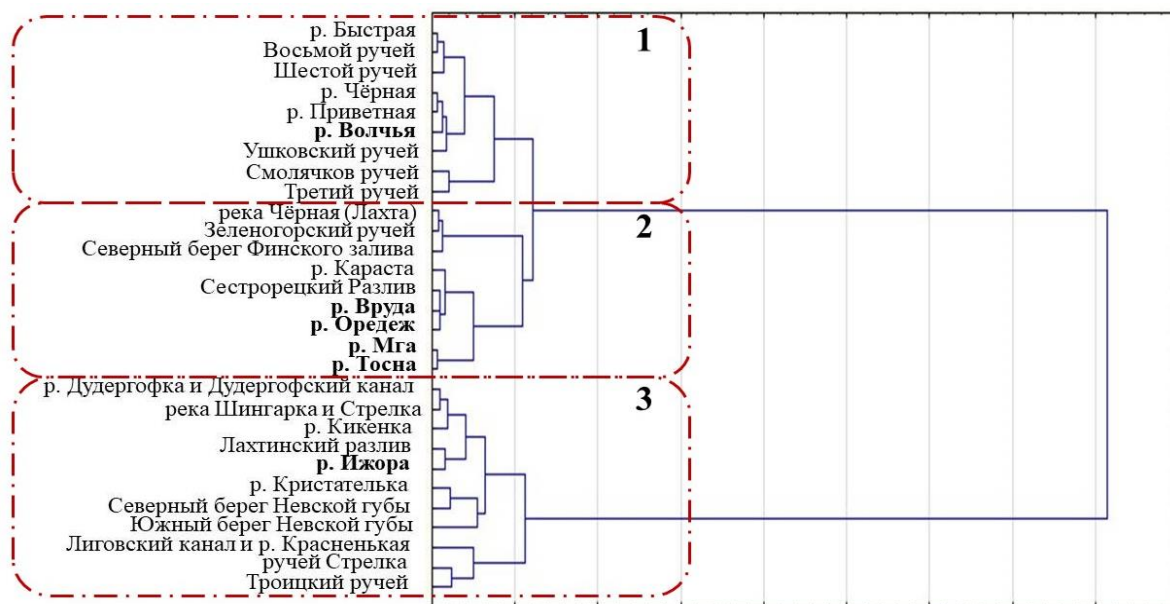 р. Быстрая
1
Восьмой ручей
Шестой ручей
р. Чёрная
р. Приветная
р. Волчья
Ушковский ручей
Смолячков ручей
Третий ручей
река Чёрная (Лахта)
2
Зеленогорский ручей
Северный берег Финского залива
р. Караста
Сестрорецкий Разлив
р. Вруда
р. Оредеж
р. Мга
р. Тосна
р. Дудергофка и Дудергофский канал
3
река Шингарка и Стрелка
р. Кикенка
Лахтинский разлив
р. Ижора
р. Кристателька
Северный берег Невской губы
Южный берег Невской губы
Лиговский канал и р. Красненькая
ручей Стрелка
Троицкий ручей